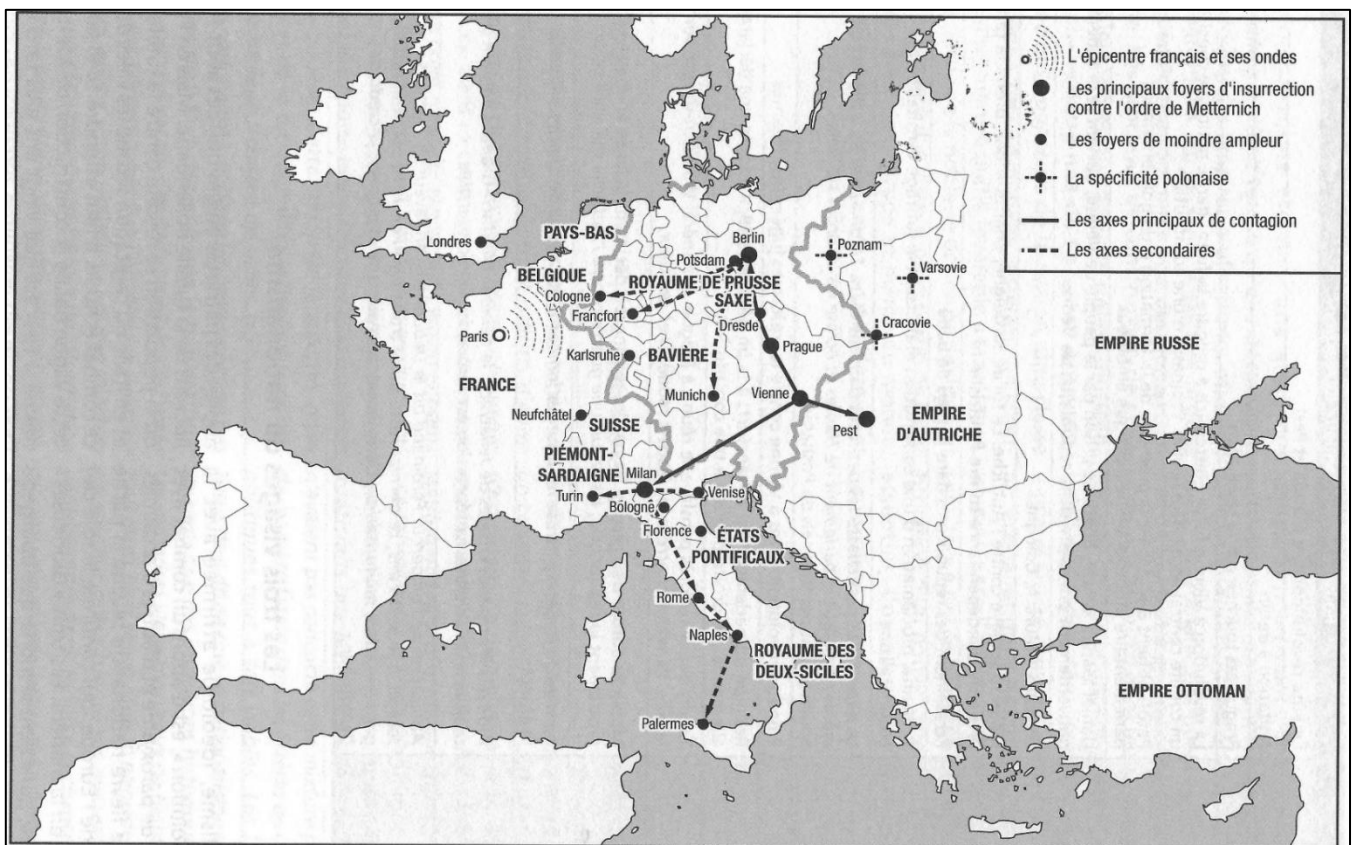 L'épicentre français et ses ondes
Les principaux foyers d'insurrection
contre l'ordre de Metternich
Les foyers de moindre ampleur
La spécificité polonaise
Les axes principaux de contagion
Les axes secondaires
Londres
PAYS-BAS
Berlin
Potsdam
Poznam
Varsovie
BELGIQUE
ROYAUME DE PRUSSE
Cologne
SAXE
Francfort
Dresde
Cracovie
Paris
Prague
EMPIRE RUSSE
Karlsruhe
BAVIÈRE
FRANCE
Munich
Vienne
Neufchâtel
SUISSE
Pest
EMPIRE
D'AUTRICHE
PIÉMONT-
SARDAIGNE
Milan
Turin
Venise
Bologne
Florence
ÉTATS
PONTIFICAUX
Rome
Naples
ROYAUME DES
DEUX-SICILES
EMPIRE OTTOMAN
Palermes